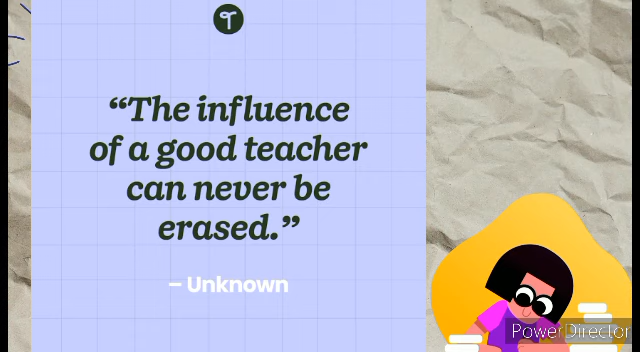 “The influence
of a good teacher
can never be
erased.”
– Unknown
PowerDirector